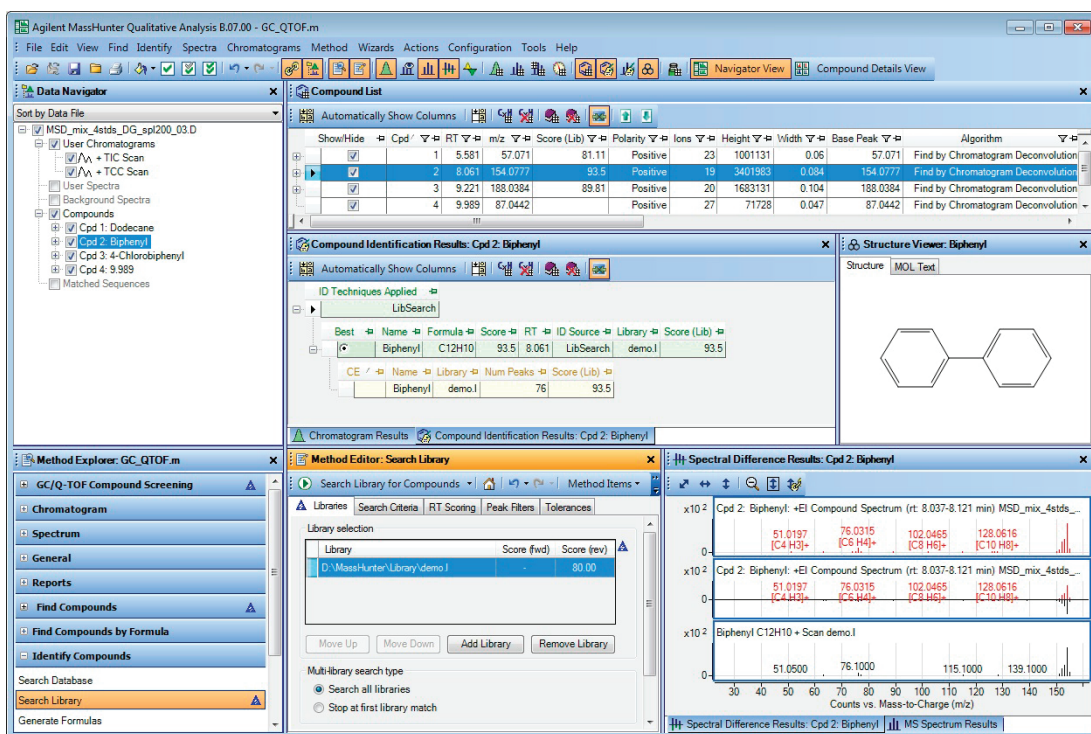 Agilent MassHunter Qualitative Analysis B.07.00 - GC_QTOF.m
File Edit View Find Identify Spectra Chromatograms Method Wizards Actions Configuration Tools Help
Navigator View Compound Details View
Data Navigator
Sort by Data File
MSD_mix_4stds_DG_spl200_03.D
User Chromatograms
+ TIC Scan
+ TCC Scan
User Spectra
Background Spectra
Compounds
Cpd 1: Dodecane
Cpd 2: Biphenyl
Cpd 3: 4-Chlorobiphenyl
Cpd 4: 9.989
Matched Sequences
Compound List
Automatically Show Columns
Show/Hide Cpd RT m/z Score (Lib) Polarity Ions Height Width Base Peak Algorithm
1 5.581 57.071 81.11 Positive 23 1001131 0.06 57.071 Find by Chromatogram Deconvolution
2 8.061 154.0777 93.5 Positive 19 3401983 0.084 154.0777 Find by Chromatogram Deconvolution
3 9.221 188.0384 89.81 Positive 20 1683131 0.104 188.0384 Find by Chromatogram Deconvolution
4 9.989 87.0442 Positive 27 71728 0.047 87.0442 Find by Chromatogram Deconvolution
Compound Identification Results: Cpd 2: Biphenyl
Automatically Show Columns
ID Techniques Applied
LibSearch
Best Name Formula Score RT ID Source Library Score (Lib)
Biphenyl C12H10 93.5 8.061 LibSearch demo.l 93.5
CE Name Library Num Peaks Score (Lib)
Biphenyl demo.l 76 93.5
Chromatogram Results Compound Identification Results: Cpd 2: Biphenyl
Structure Viewer: Biphenyl
Structure MOL Text
Method Explorer: GC_QTOF.m
GC/Q-TOF Compound Screening
Chromatogram
Spectrum
General
Reports
Find Compounds
Find Compounds by Formula
Identify Compounds
Search Database
Search Library
Generate Formulas
Method Editor: Search Library
Search Library for Compounds Method Items
Libraries Search Criteria RT Scoring Peak Filters Tolerances
Library selection
Library Score (fwd) Score (rev)
D:\MassHunter\Library\demo.l - 80.00
Move Up Move Down Add Library Remove Library
Multi-library search type
Search all libraries
Stop at first library match
Spectral Difference Results: Cpd 2: Biphenyl
x10 2 Cpd 2: Biphenyl: +EI Compound Spectrum (rt: 8.037-8.121 min) MSD_mix_4stds_
51.0197 76.0315 102.0465 128.0616
[C4 H3]+ [C6 H4]+ [C8 H6]+ [C10 H8]+
0
x10 2 Cpd 2: Biphenyl: +EI Compound Spectrum (rt: 8.037-8.121 min) MSD_mix_4stds_
51.0197 76.0315 102.0465 128.0616
0 [C4 H3]+ [C6 H4]+ [C8 H6]+ [C10 H8]+
x10 2 Biphenyl C12H10 + Scan demo.l
51.0500 76.1000 115.1000 139.1000
0
30 40 50 60 70 80 90 100 110 120 130 140 150
Counts vs. Mass-to-Charge (m/z)
Spectral Difference Results: Cpd 2: Biphenyl MS Spectrum Results